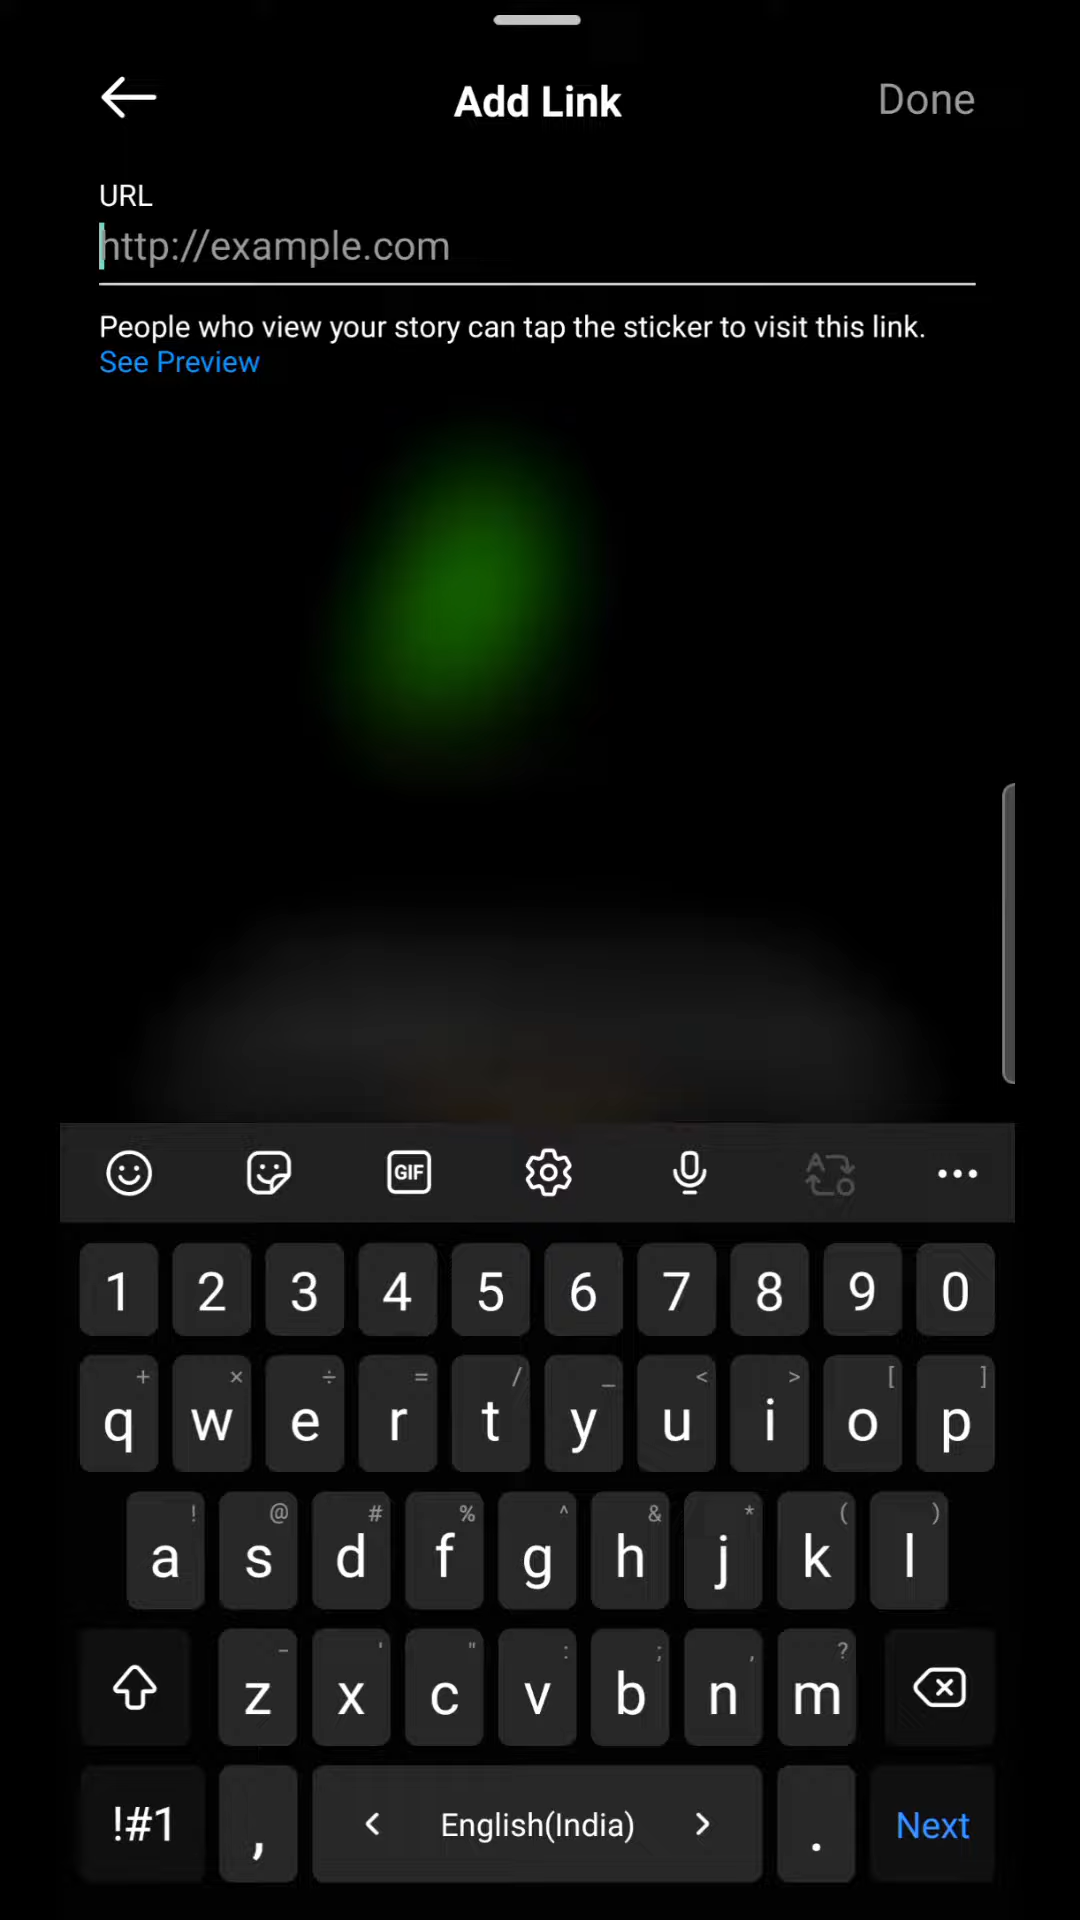 Add Link
Done
URL
http://example.com
People who view your story can tap the sticker to visit this link.
See Preview
GIF
A
1 2 3 4 5 6 7 8 9 0
+ × ÷ = / _ < > [ ]
q w e r t y u i o p
! @ # % ^ & * ( )
a s d f g h j k l
- ' " : ; , ?
z x c v b n m
!#1 , < English(India) > . Next